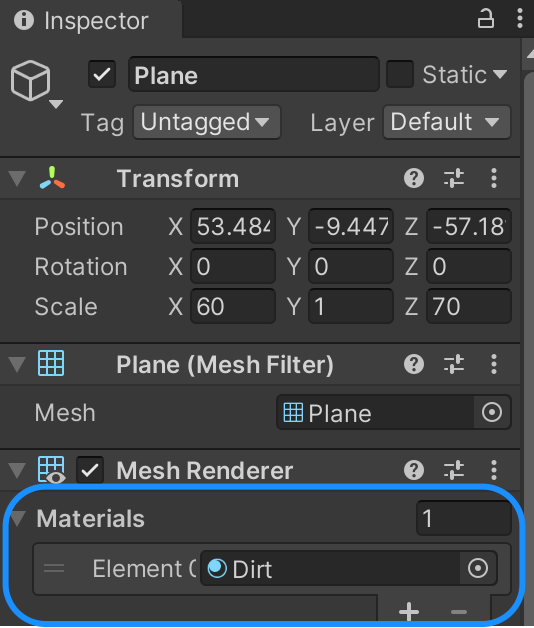 Inspector
Plane
Static
Tag Untagged Layer Default
Transform
Position X 53.484 Y -9.447 Z -57.18
Rotation X 0 Y 0 Z 0
Scale X 60 Y 1 Z 70
Plane (Mesh Filter)
Mesh Plane
Mesh Renderer
Materials 1
Element 0 Dirt